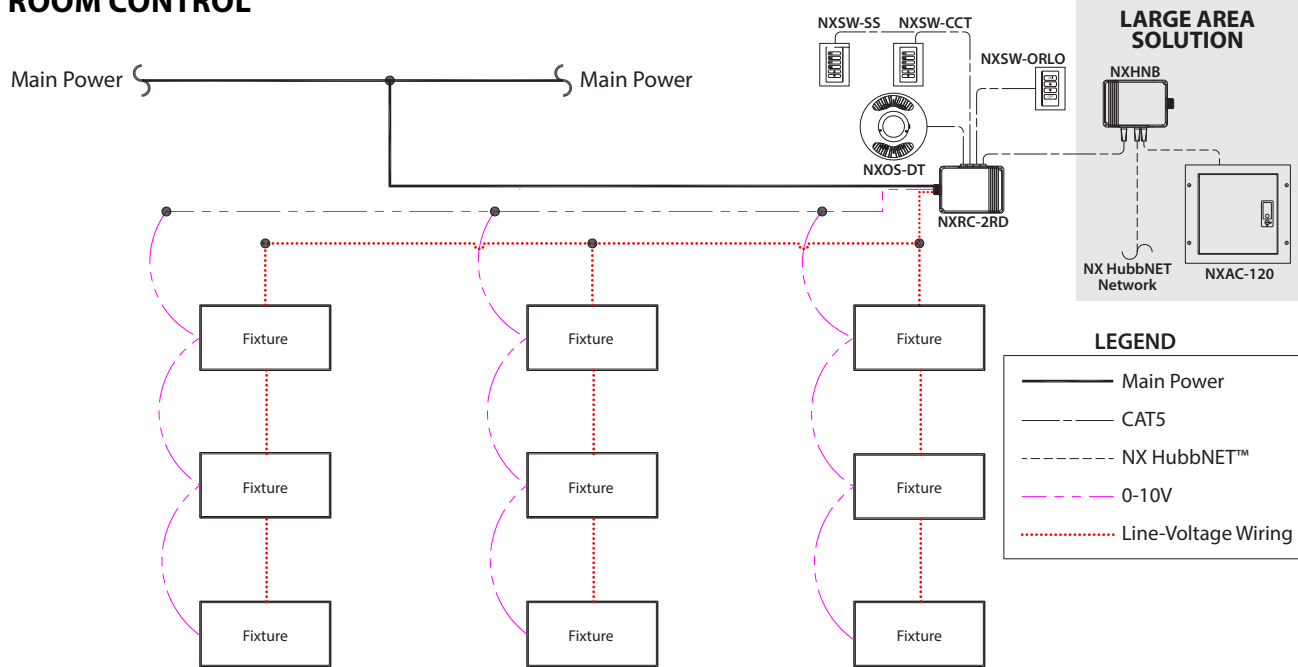 ROOM CONTROL
Main Power
Main Power
NXSW-SS
NXSW-CCT
NXSW-ORLO
NXOS-DT
NXRC-2RD
LARGE AREA
SOLUTION
NXHNB
NX HubbNET
Network
NXAC-120
Fixture
Fixture
Fixture
Fixture
Fixture
Fixture
Fixture
Fixture
Fixture
LEGEND
Main Power
CAT5
NX HubbNET™
0-10V
Line-Voltage Wiring